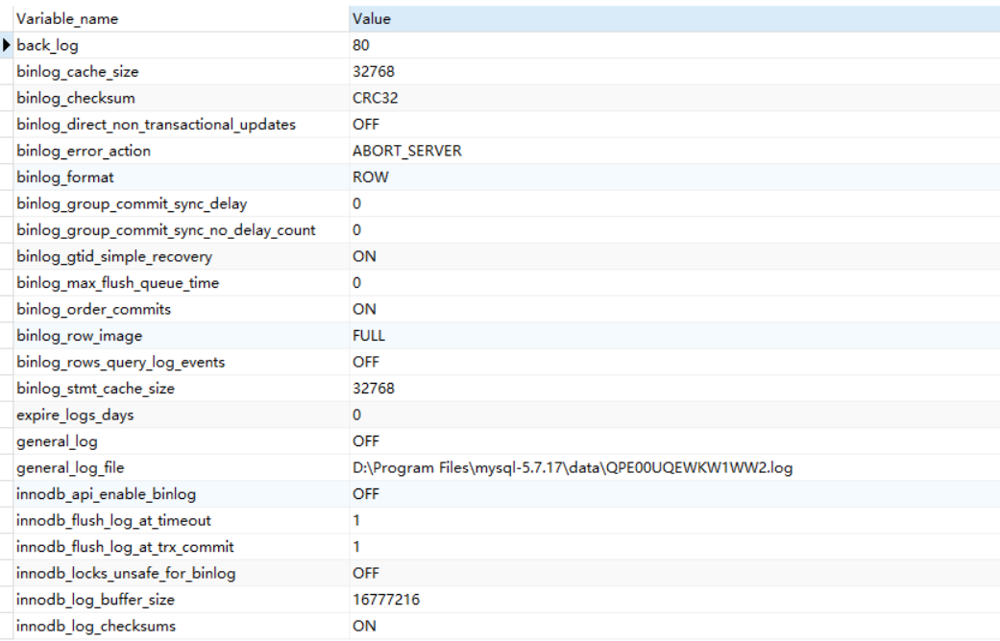 Variable_name Value
back_log 80
binlog_cache_size 32768
binlog_checksum CRC32
binlog_direct_non_transactional_updates OFF
binlog_error_action ABORT_SERVER
binlog_format ROW
binlog_group_commit_sync_delay 0
binlog_group_commit_sync_no_delay_count 0
binlog_gtid_simple_recovery ON
binlog_max_flush_queue_time 0
binlog_order_commits ON
binlog_row_image FULL
binlog_rows_query_log_events OFF
binlog_stmt_cache_size 32768
expire_logs_days 0
general_log OFF
general_log_file D:\Program Files\mysql-5.7.17\data\QPE00UQEWKW1WW2.log
innodb_api_enable_binlog OFF
innodb_flush_log_at_timeout 1
innodb_flush_log_at_trx_commit 1
innodb_locks_unsafe_for_binlog OFF
innodb_log_buffer_size 16777216
innodb_log_checksums ON